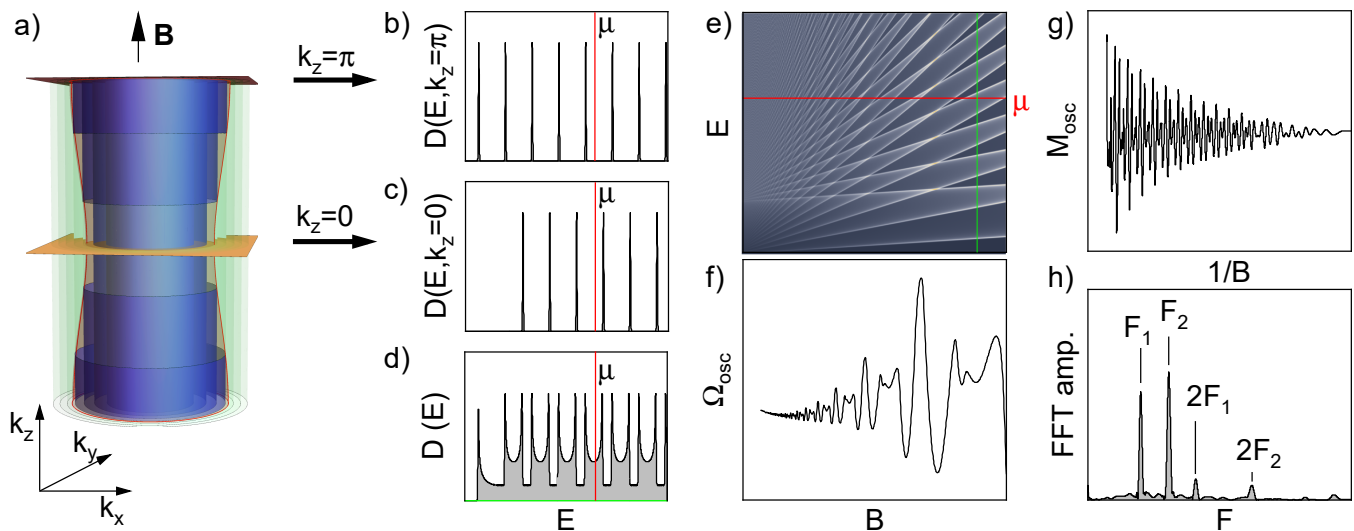 a)
B
k_z=π
k_z=0
k_z
k_y
k_x
b)
D(E,k_z=π)
μ
c)
D(E,k_z=0)
d)
D (E)
μ
E
e)
E
μ
f)
Ω_osc
B
g)
M_osc
1/B
h)
FFT amp.
F_1
F_2
2F_1
2F_2
F